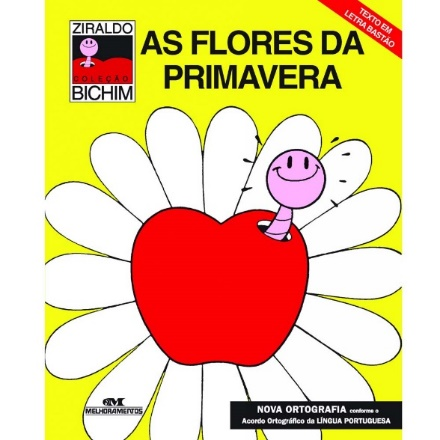 ZIRALDO
COLEÇÃO
BICHIM
AS FLORES DA
PRIMAVERA
TEXTO EM
LETRA BASTÃO
MELHORAMENTOS
NOVA ORTOGRAFIA conforme o
Acordo Ortográfico da LÍNGUA PORTUGUESA